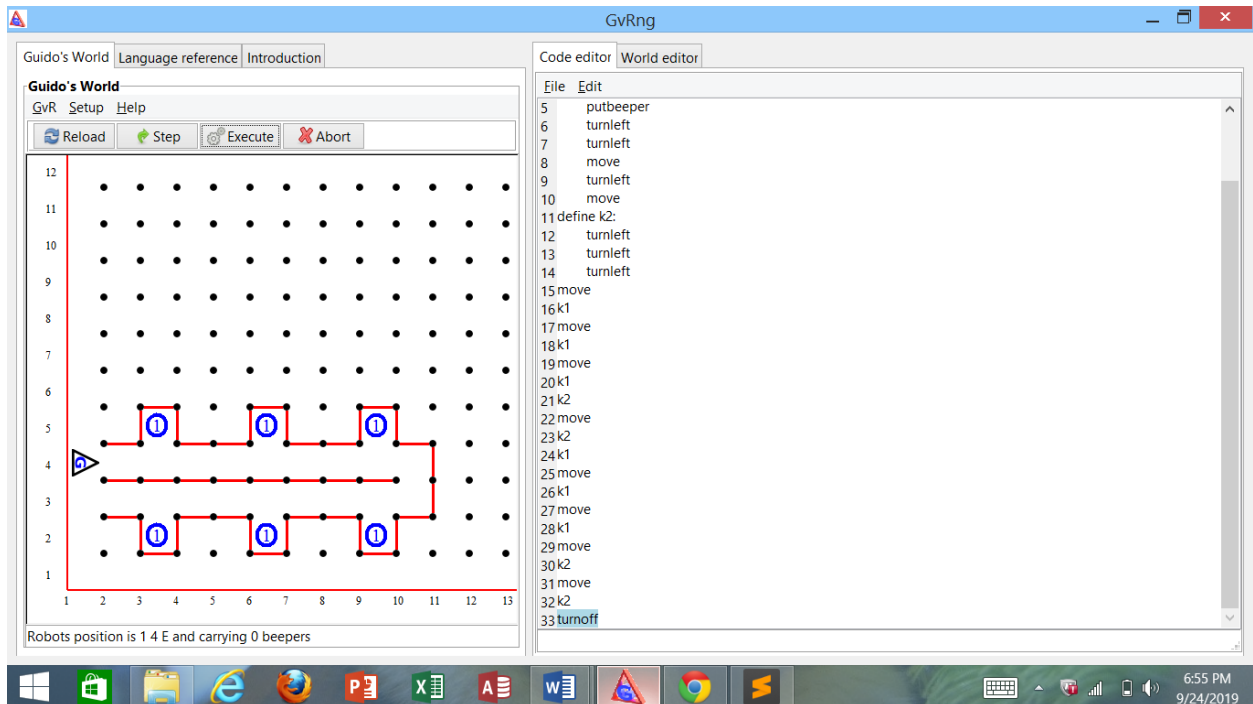 GvRng
Guido's World Language reference Introduction
Guido's World
GvR Setup Help
Reload Step Execute Abort
12
11
10
9
8
7
6
5
4
3
2
1
G
1
1
1
1
1
1
1 2 3 4 5 6 7 8 9 10 11 12 13
Robots position is 1 4 E and carrying 0 beepers
Code editor World editor
File Edit
5 putbeeper
6 turnleft
7 turnleft
8 move
9 turnleft
10 move
11 define k2:
12 turnleft
13 turnleft
14 turnleft
15 move
16 k1
17 move
18 k1
19 move
20 k1
21 k2
22 move
23 k2
24 k1
25 move
26 k1
27 move
28 k1
29 move
30 k2
31 move
32 k2
33 turnoff
6:55 PM
9/24/2019